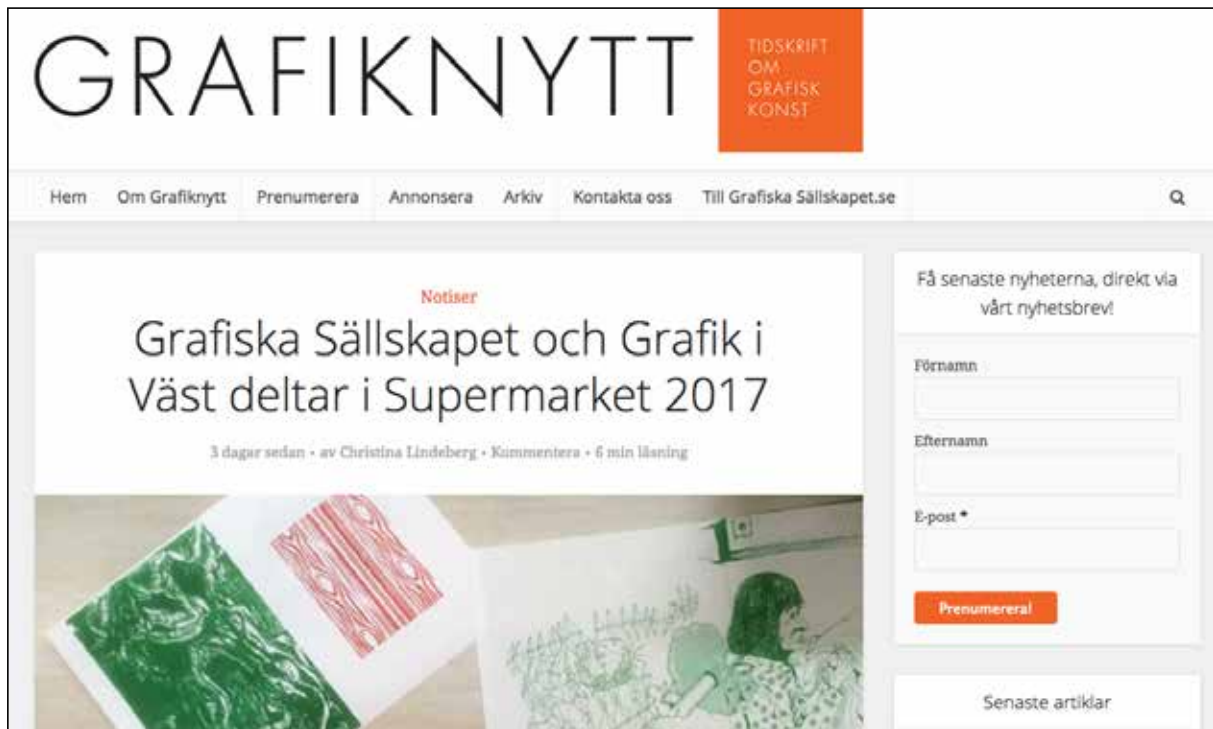 GRAFIKNYTT
TIDSKRIFT
OM
GRAFISK
KONST
Hem Om Grafiknytt Prenumerera Annonsera Arkiv Kontakta oss Till Grafiska Sällskapet.se
Notiser
Grafiska Sällskapet och Grafik i
Väst deltar i Supermarket 2017
3 dagar sedan • av Christina Lindeberg • Kommentera • 6 min läsning
Få senaste nyheterna, direkt via
vårt nyhetsbrev!
Förnamn
Efternamn
E-post *
Prenumerera!
Senaste artiklar